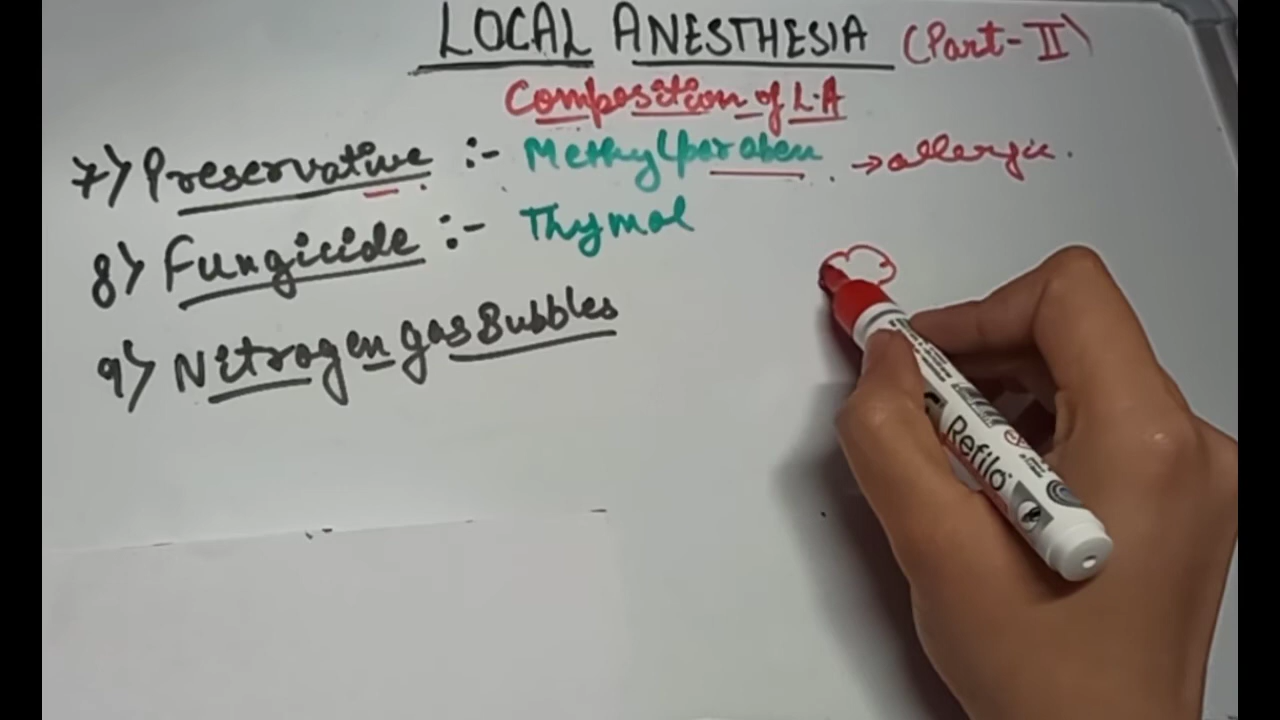 LOCAL ANESTHESIA (Part-II)
Composition of L.A
7) Preservative :- Methylparaben → allergic.
8) Fungicide :- Thymol
9) Nitrogen gas Bubbles
Refilo